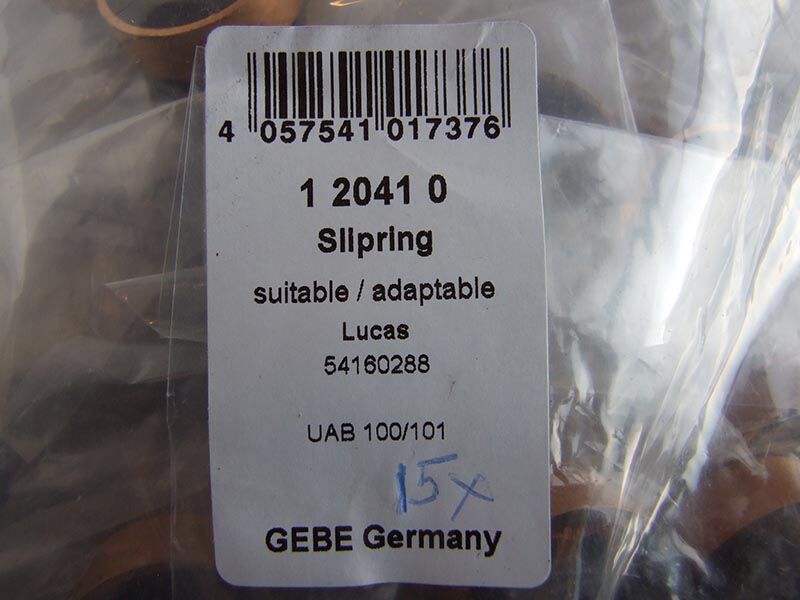 4 057541 017376
1 2041 0
Slipring
suitable / adaptable
Lucas
54160288
UAB 100/101
15x
GEBE Germany